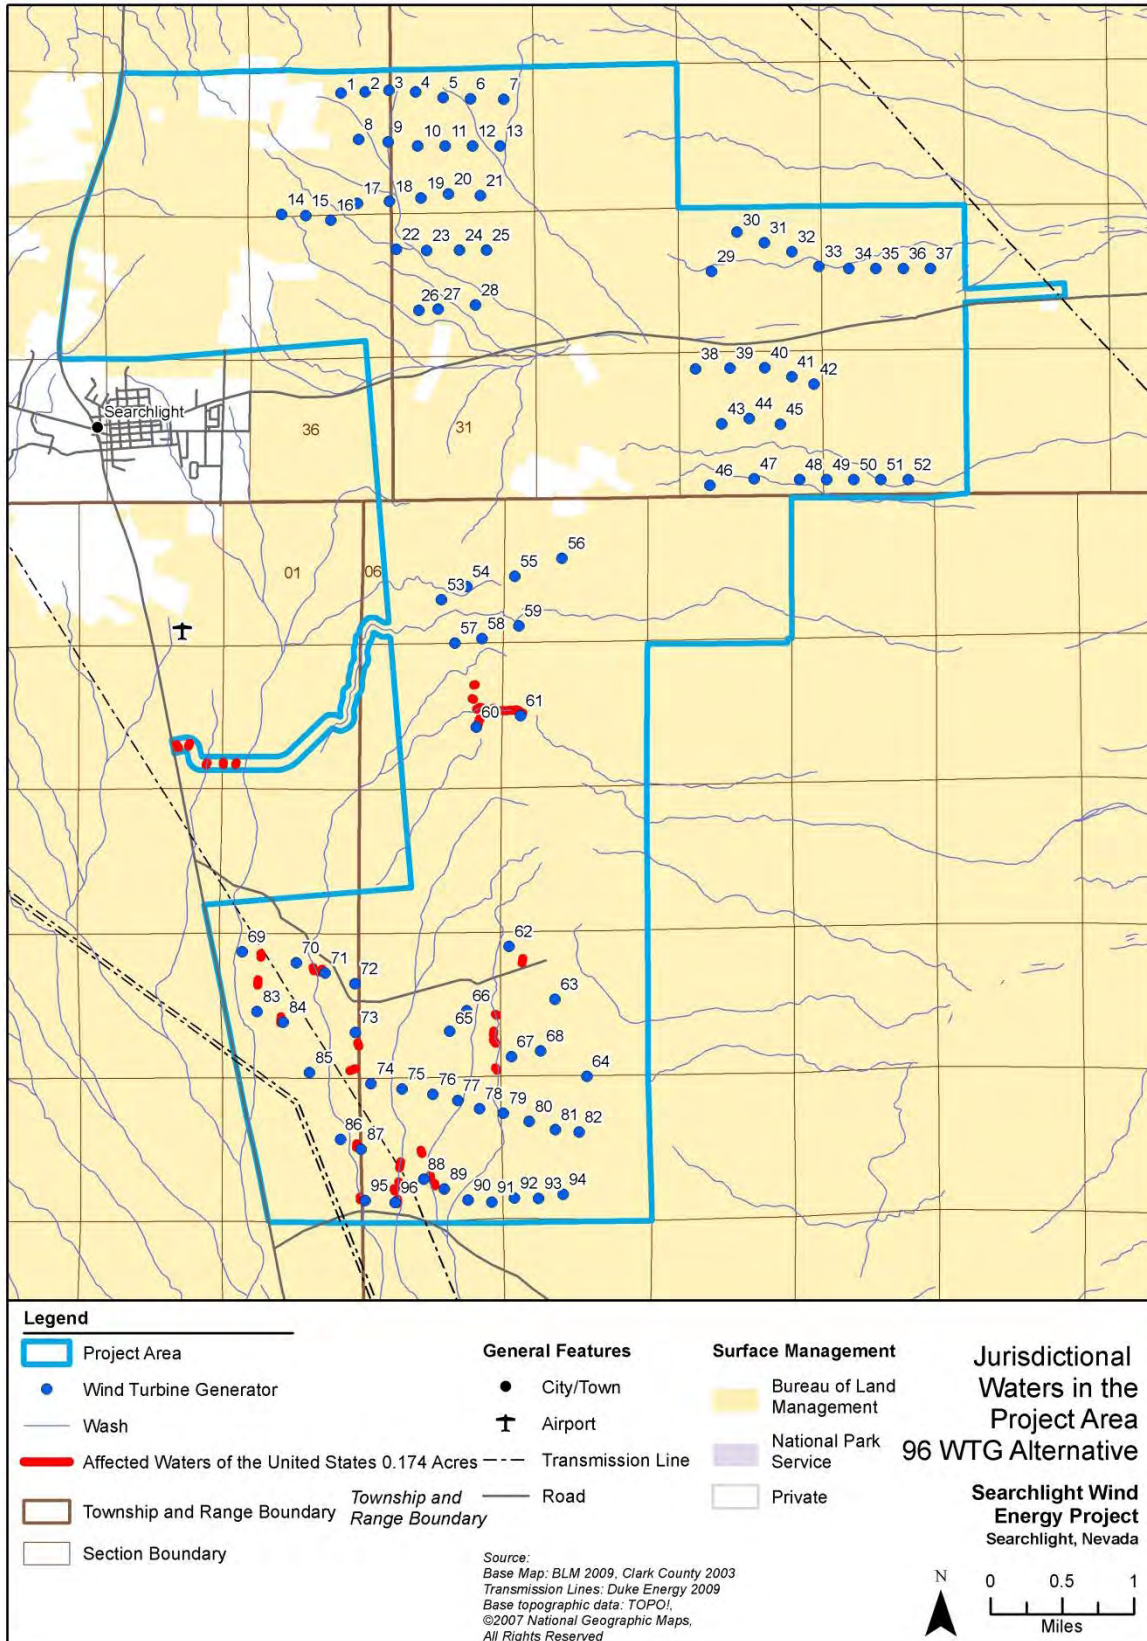 1 2 3 4 5 6 7
8 9 10 11 12 13
14 15 16 17 18 19 20 21
22 23 24 25
26 27 28
29 30 31 32 33 34 35 36 37
38 39 40 41 42
43 44 45
Searchlight
36
31
46 47 48 49 50 51 52
01
06
53 54 55 56
57 58 59
60 61
62
63
64
65 66
67 68
69 70 71 72
73
74 75 76 77 78 79 80 81 82
83 84
85
86 87
88 89 90 91 92 93 94
95 96
Legend
Project Area
Wind Turbine Generator
Wash
Affected Waters of the United States 0.174 Acres
Township and Range Boundary
Section Boundary
General Features
City/Town
Airport
Transmission Line
Township and
Range Boundary
Road
Surface Management
Bureau of Land
Management
National Park
Service
Private
Source:
Base Map: BLM 2009, Clark County 2003
Transmission Lines: Duke Energy 2009
Base topographic data: TOPO!,
©2007 National Geographic Maps,
All Rights Reserved
Jurisdictional
Waters in the
Project Area
96 WTG Alternative
Searchlight Wind
Energy Project
Searchlight, Nevada
N
0 0.5 1
Miles